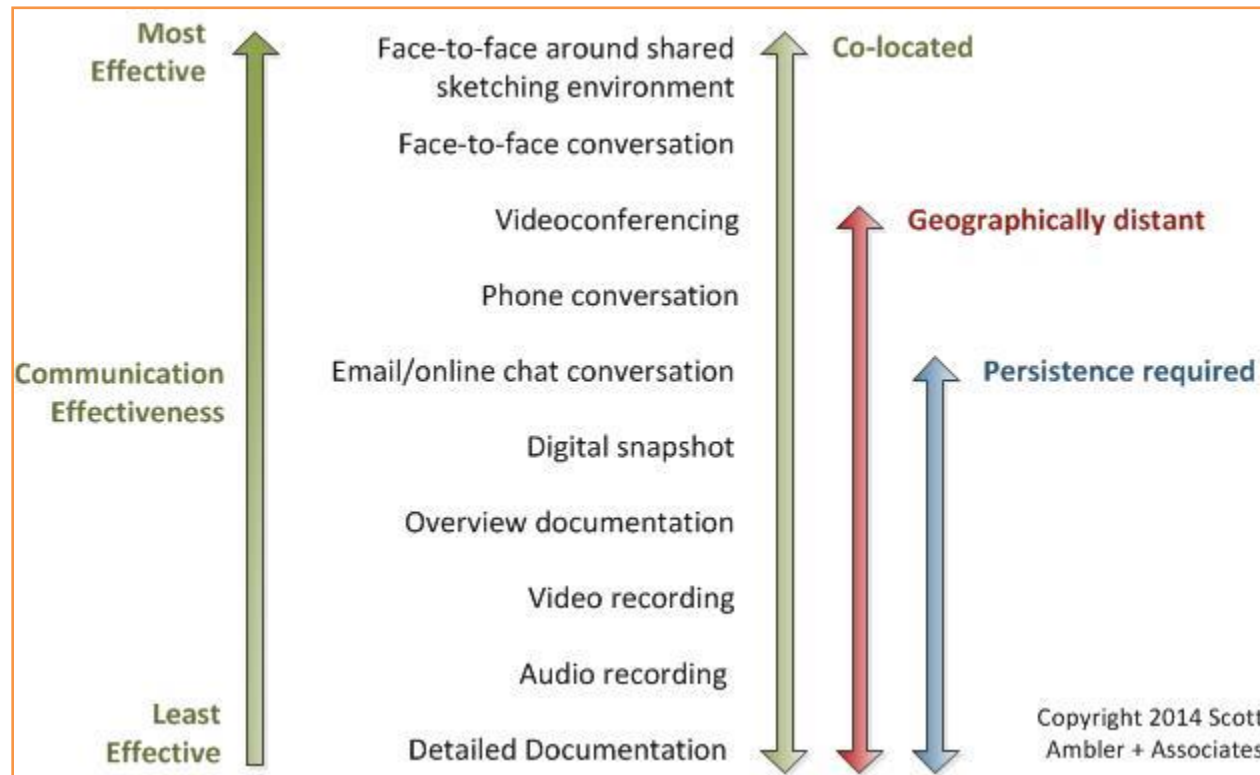 Most
Effective
Face-to-face around shared
sketching environment
Co-located
Face-to-face conversation
Videoconferencing
Geographically distant
Phone conversation
Communication
Effectiveness
Email/online chat conversation
Persistence required
Digital snapshot
Overview documentation
Video recording
Audio recording
Least
Effective
Detailed Documentation
Copyright 2014 Scott
Ambler + Associates